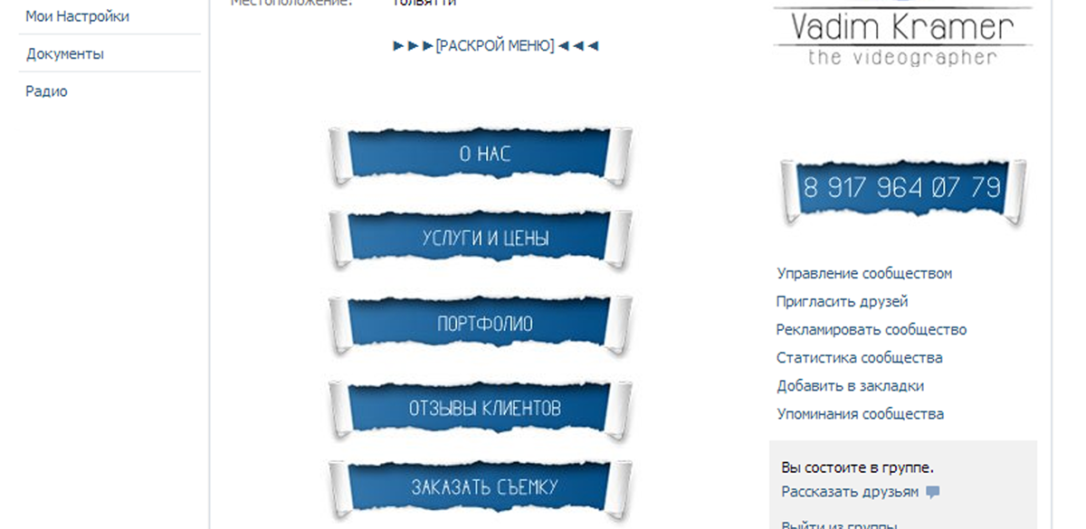 Мои Настройки
Документы
Радио
Местоположение: Тольятти
►►►[РАСКРОЙ МЕНЮ]◄◄◄
О НАС
УСЛУГИ И ЦЕНЫ
ПОРТФОЛИО
ОТЗЫВЫ КЛИЕНТОВ
ЗАКАЗАТЬ СЪЕМКУ
Vadim Kramer
the videographer
8 917 964 07 79
Управление сообществом
Пригласить друзей
Рекламировать сообщество
Статистика сообщества
Добавить в закладки
Упоминания сообщества
Вы состоите в группе.
Рассказать друзьям
Выйти из группы